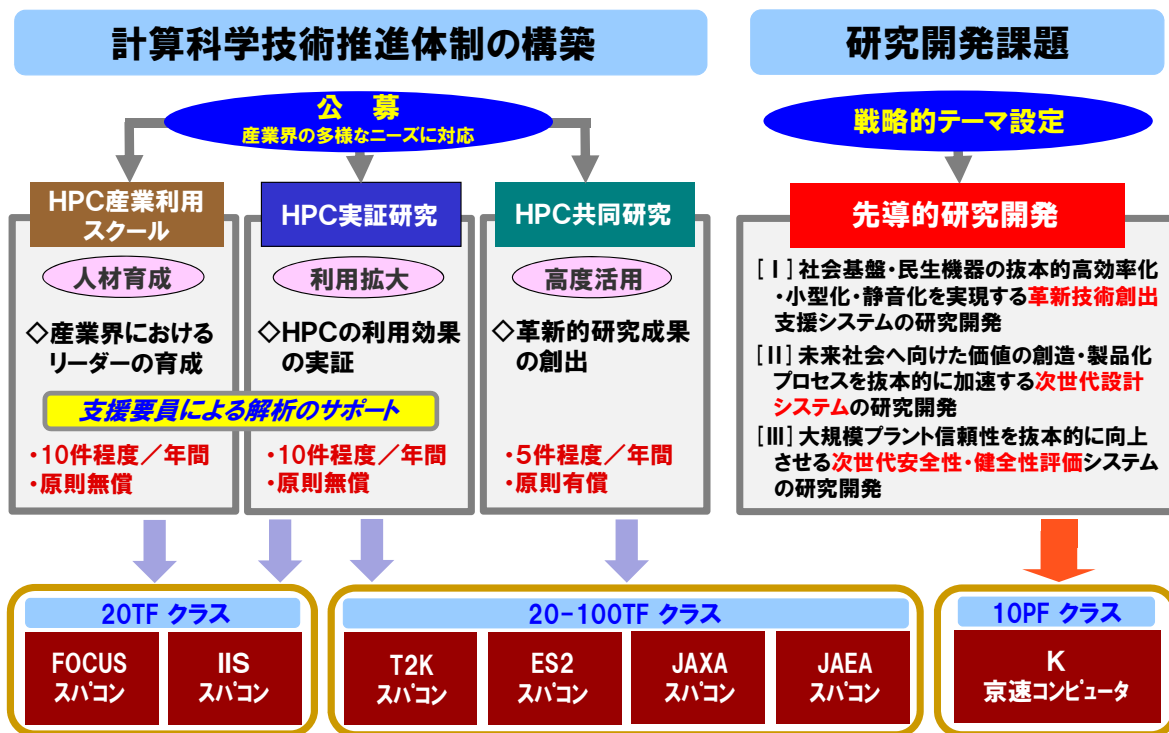 計算科学技術推進体制の構築
研究開発課題
公 募
産業界の多様なニーズに対応
戦略的テーマ設定
HPC産業利用
スクール
人材育成
◇産業界における
リーダーの育成
HPC実証研究
利用拡大
◇HPCの利用効果
の実証
HPC共同研究
高度活用
◇革新的研究成果
の創出
支援要員による解析のサポート
・10件程度／年間
・原則無償
・10件程度／年間
・原則無償
・5件程度／年間
・原則有償
先導的研究開発
[Ⅰ]社会基盤・民生機器の抜本的高効率化
・小型化・静音化を実現する革新技術創出
支援システムの研究開発
[Ⅱ]未来社会へ向けた価値の創造・製品化
プロセスを抜本的に加速する次世代設計
システムの研究開発
[Ⅲ]大規模プラント信頼性を抜本的に向上
させる次世代安全性・健全性評価システム
の研究開発
20TF クラス
FOCUS
スパコン
IIS
スパコン
20-100TF クラス
T2K
スパコン
ES2
スパコン
JAXA
スパコン
JAEA
スパコン
10PF クラス
K
京速コンピュータ